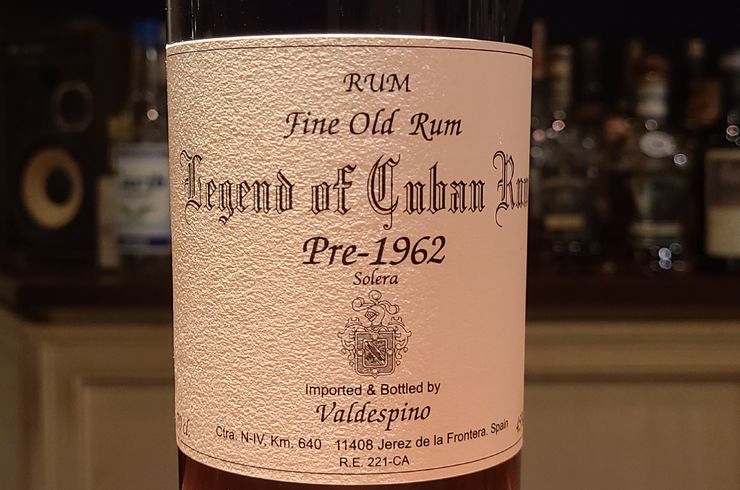 RUM
Fine Old Rum
Legend of Cuban Rum
Pre-1962
Solera
Imported & Bottled by
Valdespino
Ctra. N-IV, Km. 640 11408 Jerez de la Frontera. Spain
R.E. 221-CA